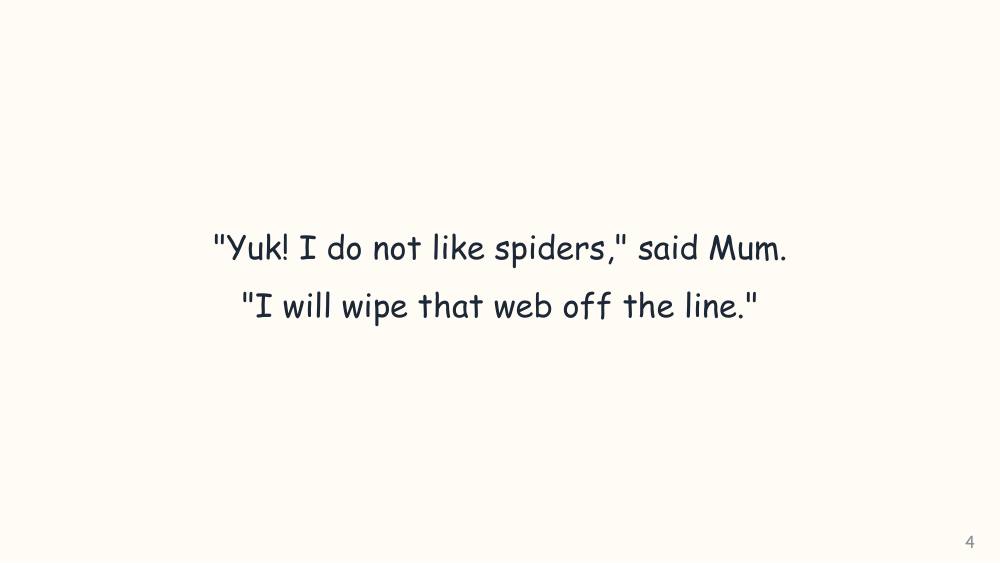 "Yuk! I do not like spiders," said Mum.
"I will wipe that web off the line."
4